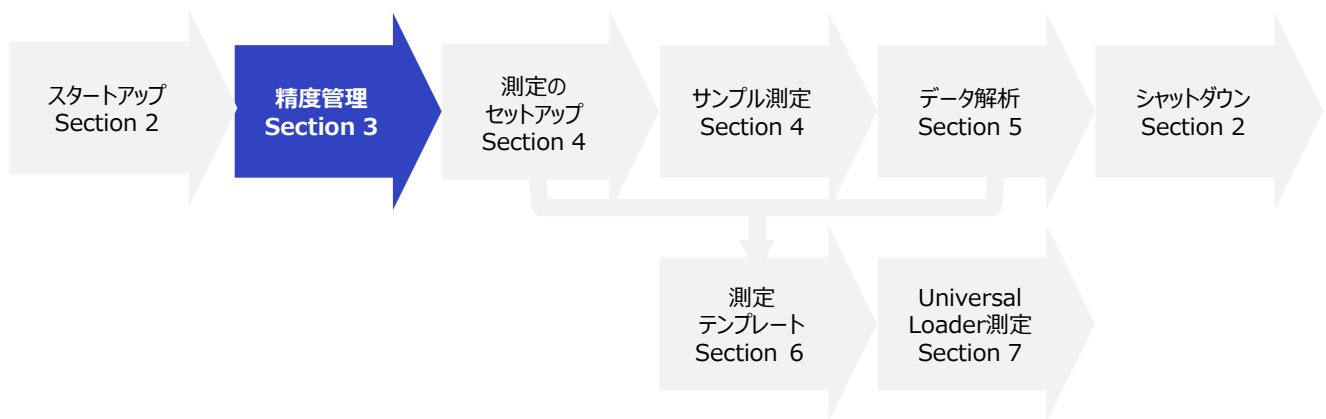 スタートアップ
Section 2
精度管理
Section 3
測定の
セットアップ
Section 4
サンプル測定
Section 4
データ解析
Section 5
シャットダウン
Section 2
測定
テンプレート
Section 6
Universal
Loader測定
Section 7